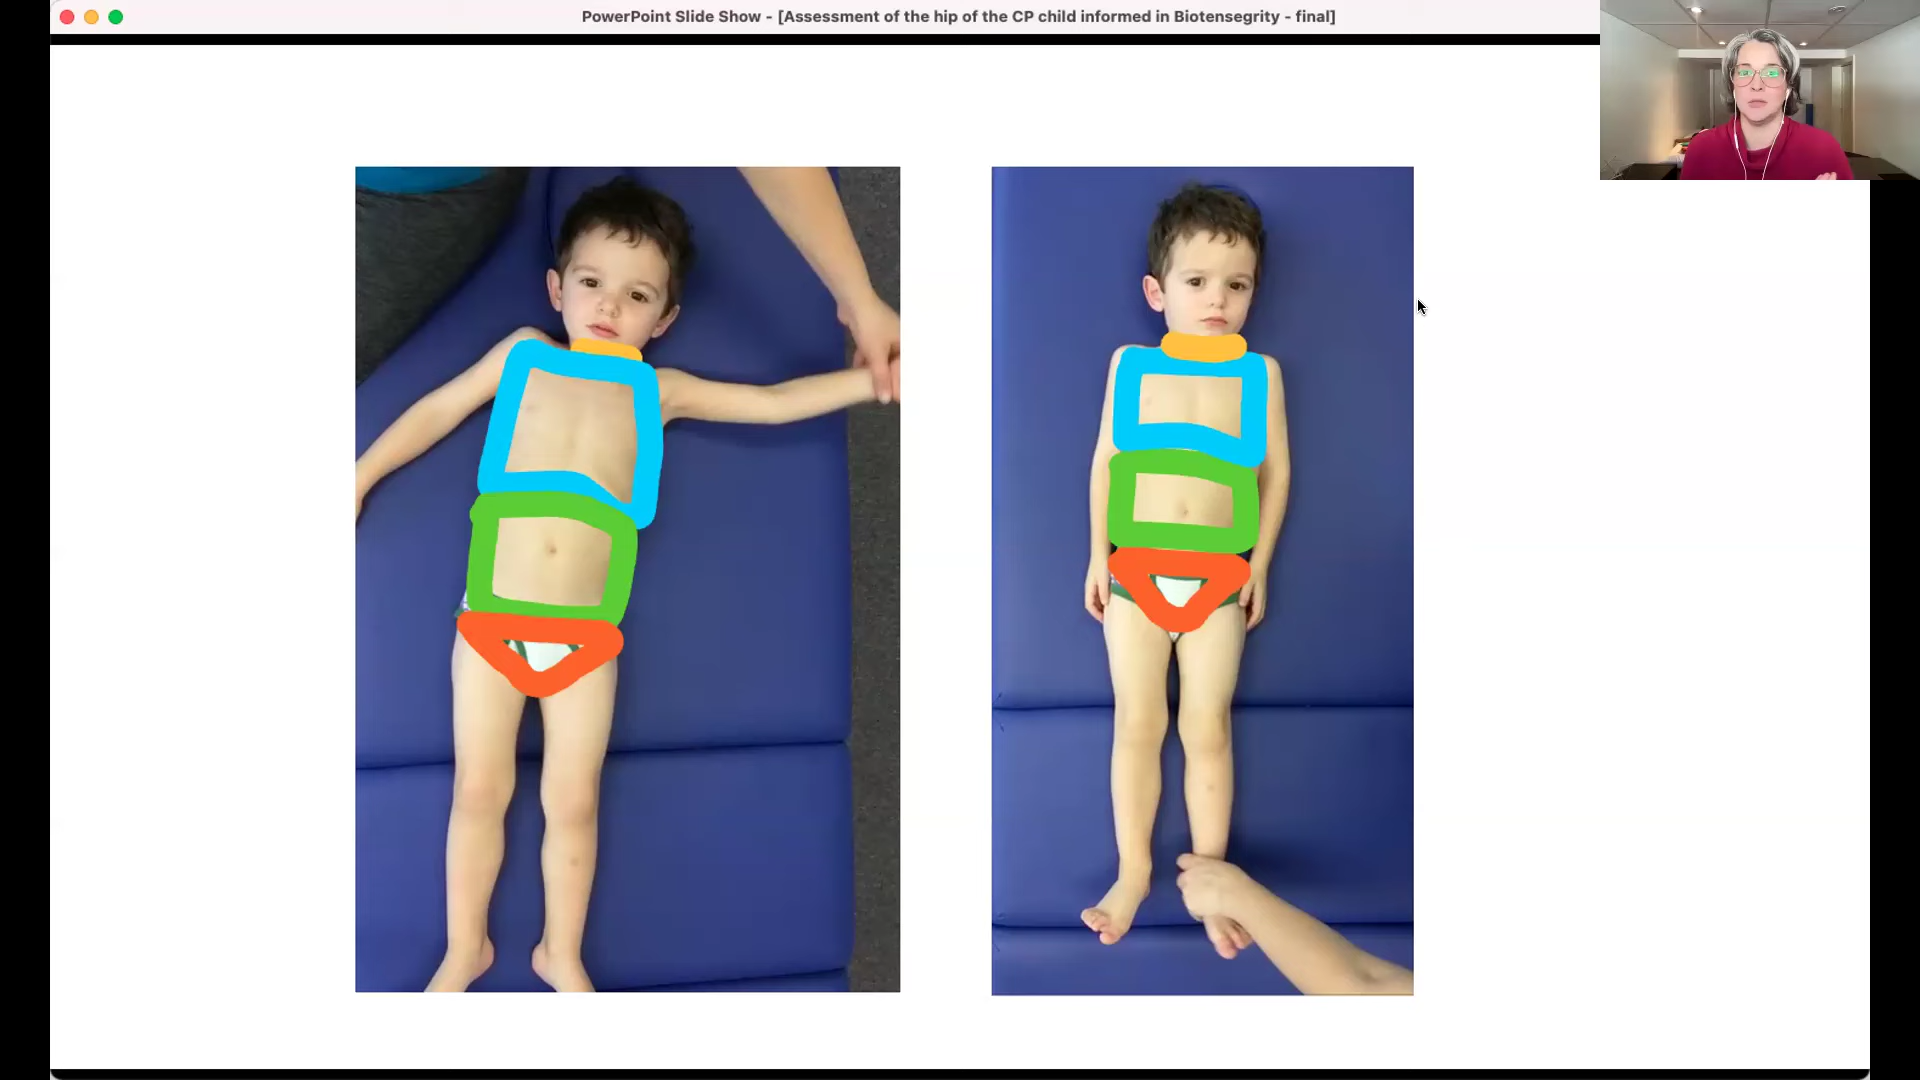 PowerPoint Slide Show - [Assessment of the hip of the CP child informed in Biotensegrity - final]